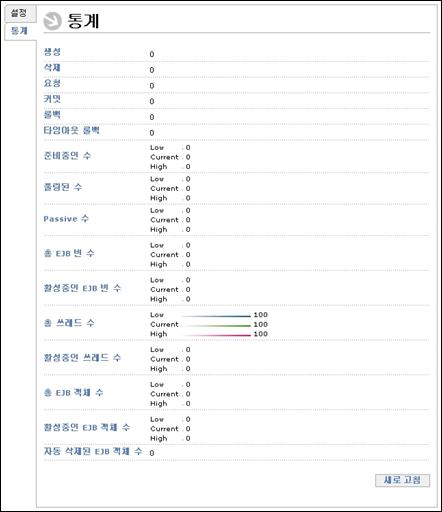 설정
통계
통계
생성 0
삭제 0
요청 0
커밋 0
롤백 0
타임아웃 롤백 0
준비중인 수
Low 0
Current 0
High 0
풀링된 수
Low 0
Current 0
High 0
Passive 수
Low 0
Current 0
High 0
총 EJB 빈 수
Low 0
Current 0
High 0
활성중인 EJB 빈 수
Low 0
Current 0
High 0
총 쓰레드 수
Low 100
Current 100
High 100
활성중인 쓰레드 수
Low 0
Current 0
High 0
총 EJB 객체 수
Low 0
Current 0
High 0
활성중인 EJB 객체 수
Low 0
Current 0
High 0
자동 삭제된 EJB 객체 수 0
새로 고침